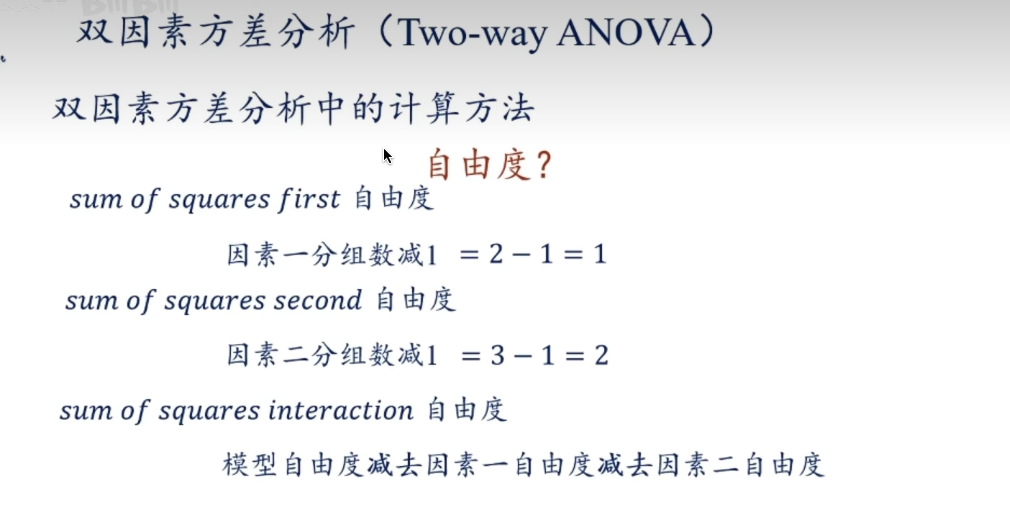 双因素方差分析（Two-way ANOVA）
双因素方差分析中的计算方法
自由度?
sum of squares first 自由度
因素一分组数减1 = 2 − 1 = 1
sum of squares second 自由度
因素二分组数减1 = 3 − 1 = 2
sum of squares interaction 自由度
模型自由度减去因素一自由度减去因素二自由度